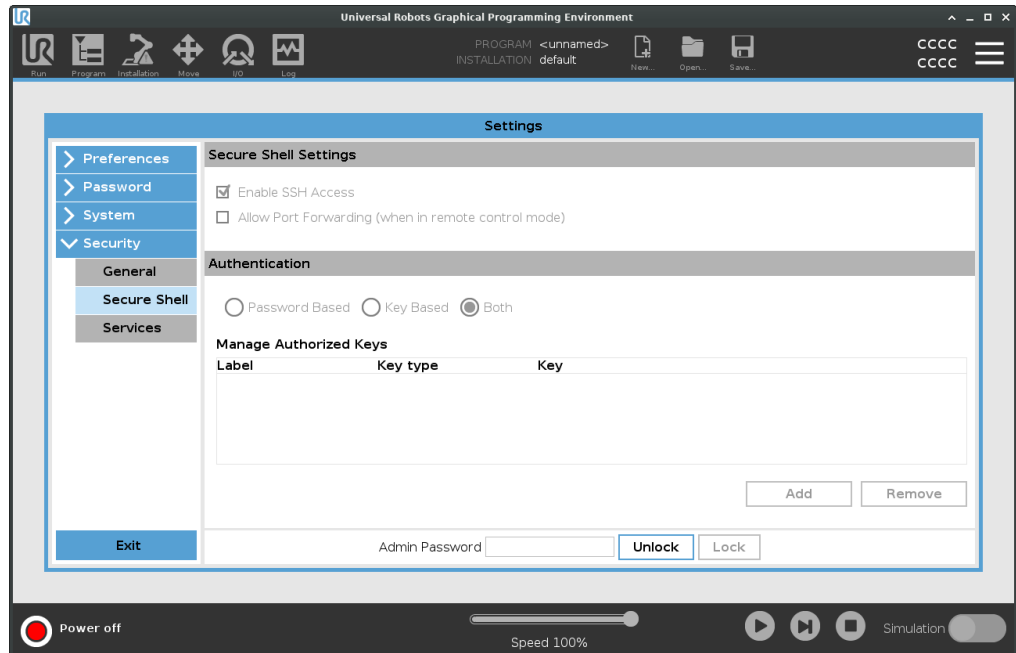 Universal Robots Graphical Programming Environment
PROGRAM <unnamed>
INSTALLATION default
Run
Program
Installation
Move
I/O
Log
New...
Open...
Save...
CCCC
CCCC
Settings
Preferences
Password
System
Security
General
Secure Shell
Services
Exit
Secure Shell Settings
Enable SSH Access
Allow Port Forwarding (when in remote control mode)
Authentication
Password Based Key Based Both
Manage Authorized Keys
Label Key type Key
Add Remove
Admin Password Unlock Lock
Power off
Speed 100%
Simulation